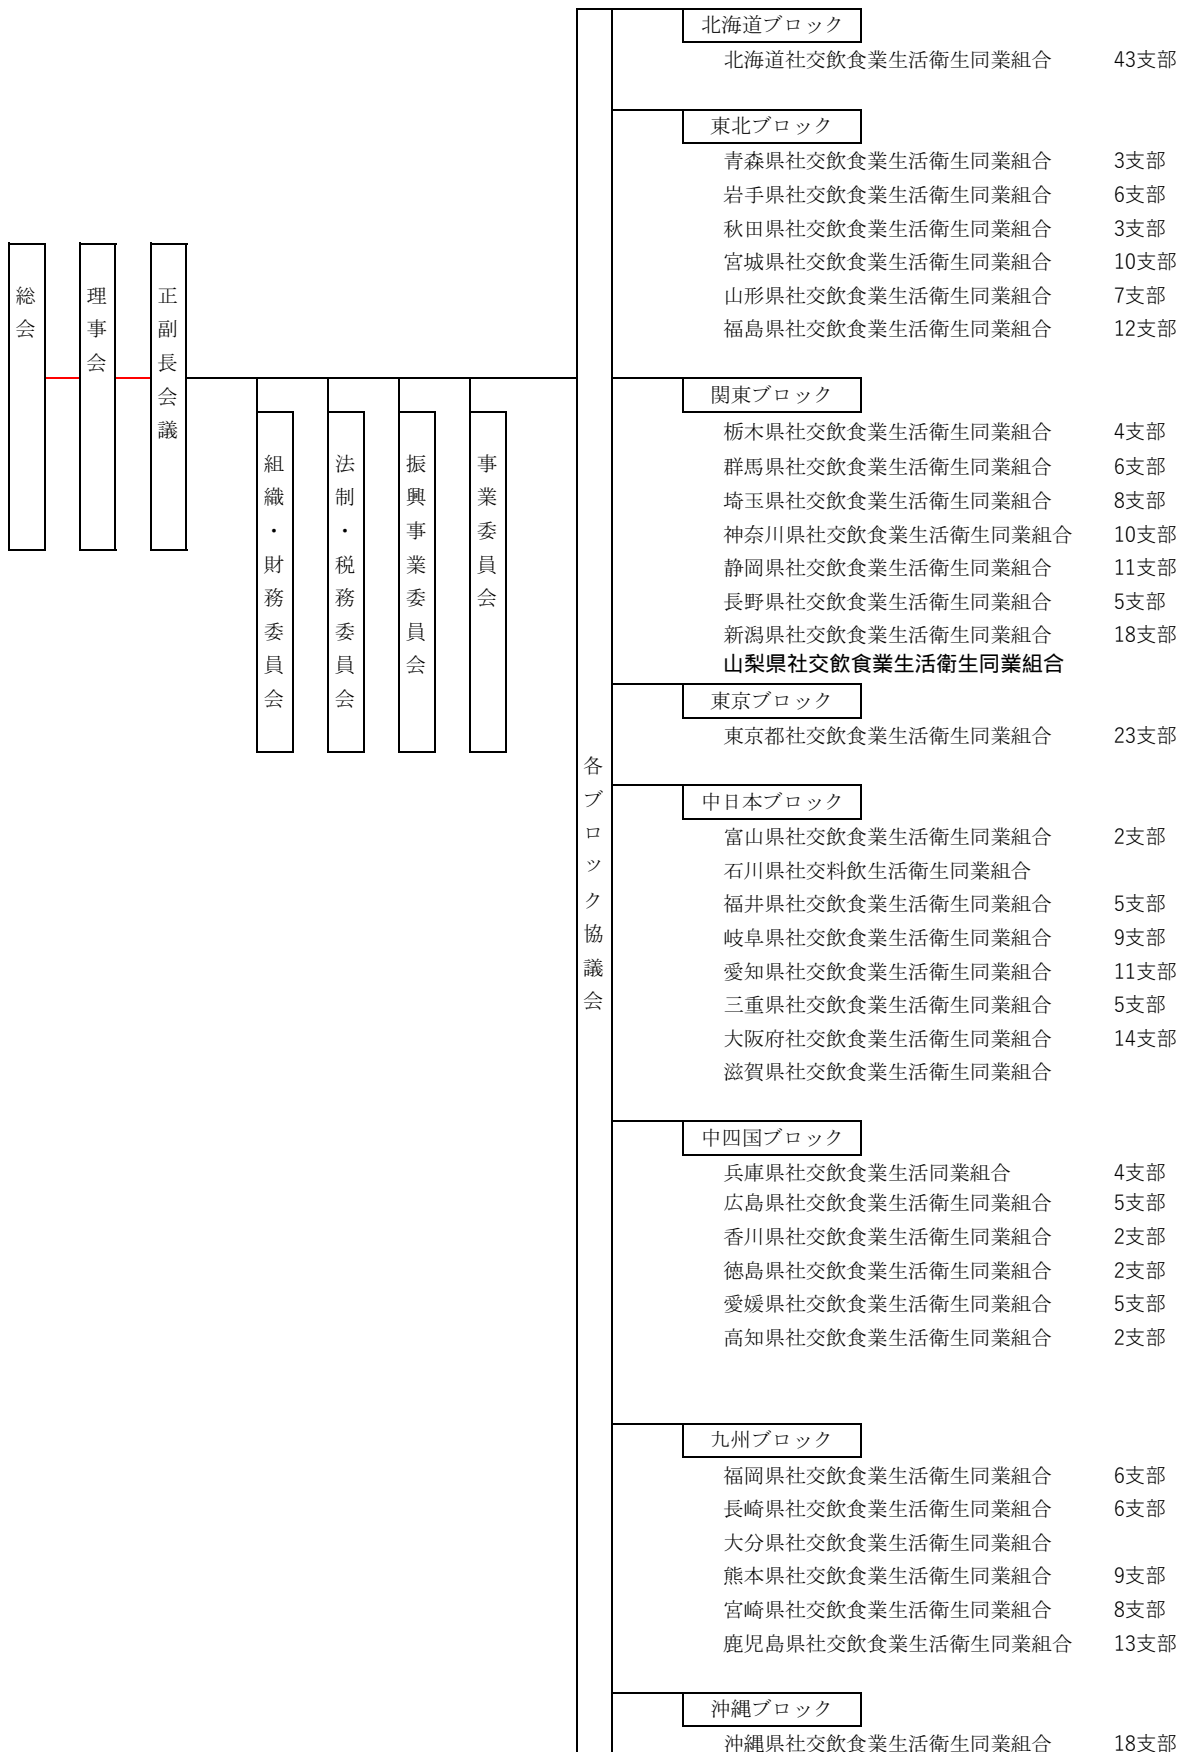 総会
理事会
正副長会議
組織・財務委員会
法制・税務委員会
振興事業委員会
事業委員会
各ブロック協議会
北海道ブロック
北海道社交飲食業生活衛生同業組合 43支部
東北ブロック
青森県社交飲食業生活衛生同業組合 3支部
岩手県社交飲食業生活衛生同業組合 6支部
秋田県社交飲食業生活衛生同業組合 3支部
宮城県社交飲食業生活衛生同業組合 10支部
山形県社交飲食業生活衛生同業組合 7支部
福島県社交飲食業生活衛生同業組合 12支部
関東ブロック
栃木県社交飲食業生活衛生同業組合 4支部
群馬県社交飲食業生活衛生同業組合 6支部
埼玉県社交飲食業生活衛生同業組合 8支部
神奈川県社交飲食業生活衛生同業組合 10支部
静岡県社交飲食業生活衛生同業組合 11支部
長野県社交飲食業生活衛生同業組合 5支部
新潟県社交飲食業生活衛生同業組合 18支部
山梨県社交飲食業生活衛生同業組合
東京ブロック
東京都社交飲食業生活衛生同業組合 23支部
中日本ブロック
富山県社交飲食業生活衛生同業組合 2支部
石川県社交料飲生活衛生同業組合
福井県社交飲食業生活衛生同業組合 5支部
岐阜県社交飲食業生活衛生同業組合 9支部
愛知県社交飲食業生活衛生同業組合 11支部
三重県社交飲食業生活衛生同業組合 5支部
大阪府社交飲食業生活衛生同業組合 14支部
滋賀県社交飲食業生活衛生同業組合
中四国ブロック
兵庫県社交飲食業生活同業組合 4支部
広島県社交飲食業生活衛生同業組合 5支部
香川県社交飲食業生活衛生同業組合 2支部
徳島県社交飲食業生活衛生同業組合 2支部
愛媛県社交飲食業生活衛生同業組合 5支部
高知県社交飲食業生活衛生同業組合 2支部
九州ブロック
福岡県社交飲食業生活衛生同業組合 6支部
長崎県社交飲食業生活衛生同業組合 6支部
大分県社交飲食業生活衛生同業組合
熊本県社交飲食業生活衛生同業組合 9支部
宮崎県社交飲食業生活衛生同業組合 8支部
鹿児島県社交飲食業生活衛生同業組合 13支部
沖縄ブロック
沖縄県社交飲食業生活衛生同業組合 18支部